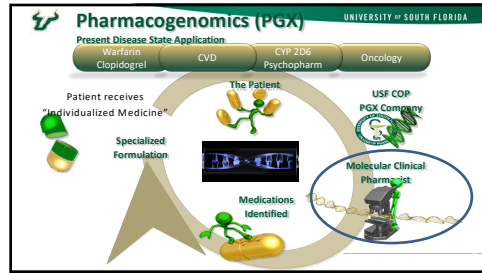 Pharmacogenomics (PGX)
UNIVERSITY OF SOUTH FLORIDA
Present Disease State Application
Warfarin
Clopidogrel
CVD
CYP 2D6
Psychopharm
Oncology
Patient receives
“Individualized Medicine”
The Patient
USF COP
PGX Company
Specialized
Formulation
Molecular Clinical
Pharmacist
Medications
Identified